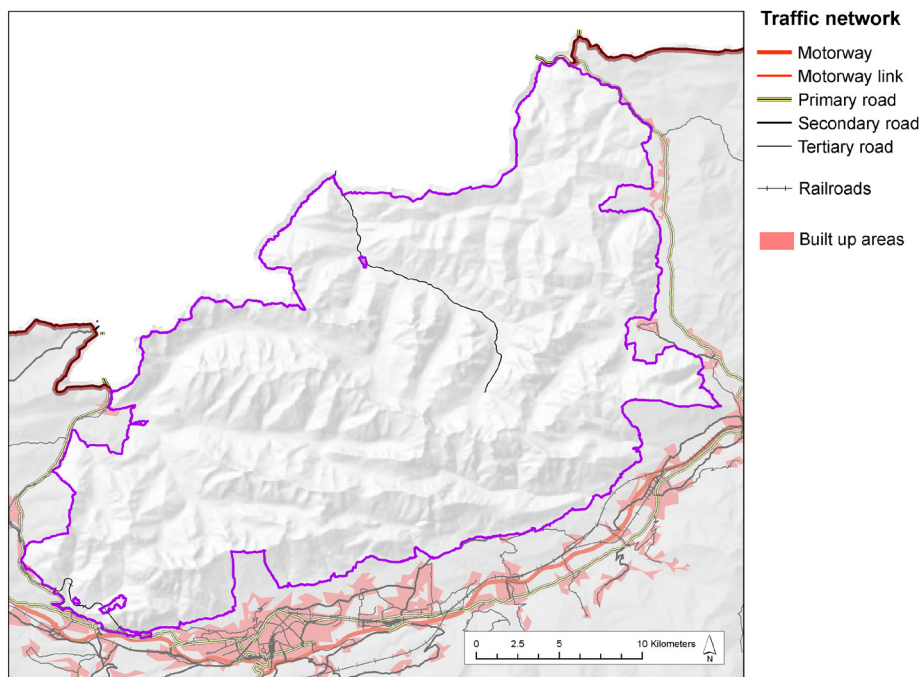 Traffic network
Motorway
Motorway link
Primary road
Secondary road
Tertiary road
Railroads
Built up areas
0 2.5 5 10 Kilometers
N